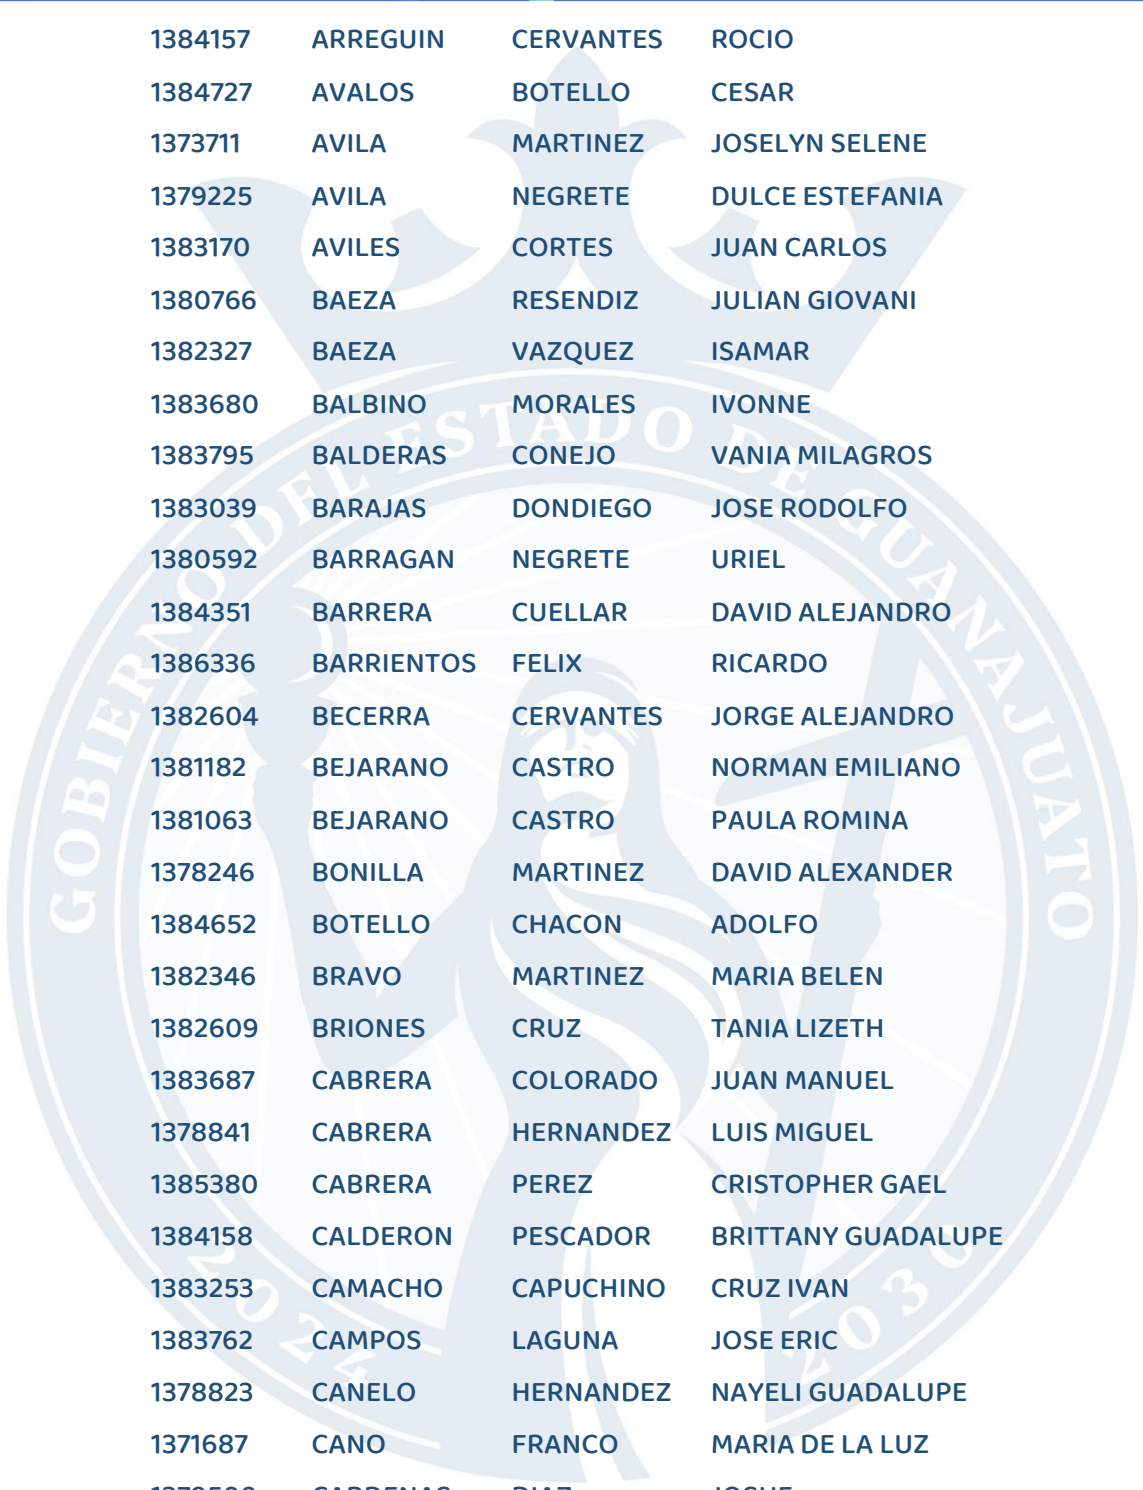 1384157 ARREGUIN CERVANTES ROCIO
1384727 AVALOS BOTELLO CESAR
1373711 AVILA MARTINEZ JOSELYN SELENE
1379225 AVILA NEGRETE DULCE ESTEFANIA
1383170 AVILES CORTES JUAN CARLOS
1380766 BAEZA RESENDIZ JULIAN GIOVANI
1382327 BAEZA VAZQUEZ ISAMAR
1383680 BALBINO MORALES IVONNE
1383795 BALDERAS CONEJO VANIA MILAGROS
1383039 BARAJAS DONDIEGO JOSE RODOLFO
1380592 BARRAGAN NEGRETE URIEL
1384351 BARRERA CUELLAR DAVID ALEJANDRO
1386336 BARRIENTOS FELIX RICARDO
1382604 BECERRA CERVANTES JORGE ALEJANDRO
1381182 BEJARANO CASTRO NORMAN EMILIANO
1381063 BEJARANO CASTRO PAULA ROMINA
1378246 BONILLA MARTINEZ DAVID ALEXANDER
1384652 BOTELLO CHACON ADOLFO
1382346 BRAVO MARTINEZ MARIA BELEN
1382609 BRIONES CRUZ TANIA LIZETH
1383687 CABRERA COLORADO JUAN MANUEL
1378841 CABRERA HERNANDEZ LUIS MIGUEL
1385380 CABRERA PEREZ CRISTOPHER GAEL
1384158 CALDERON PESCADOR BRITTANY GUADALUPE
1383253 CAMACHO CAPUCHINO CRUZ IVAN
1383762 CAMPOS LAGUNA JOSE ERIC
1378823 CANELO HERNANDEZ NAYELI GUADALUPE
1371687 CANO FRANCO MARIA DE LA LUZ
GOBIERNO DEL ESTADO DE GUANAJUATO
2024 2030